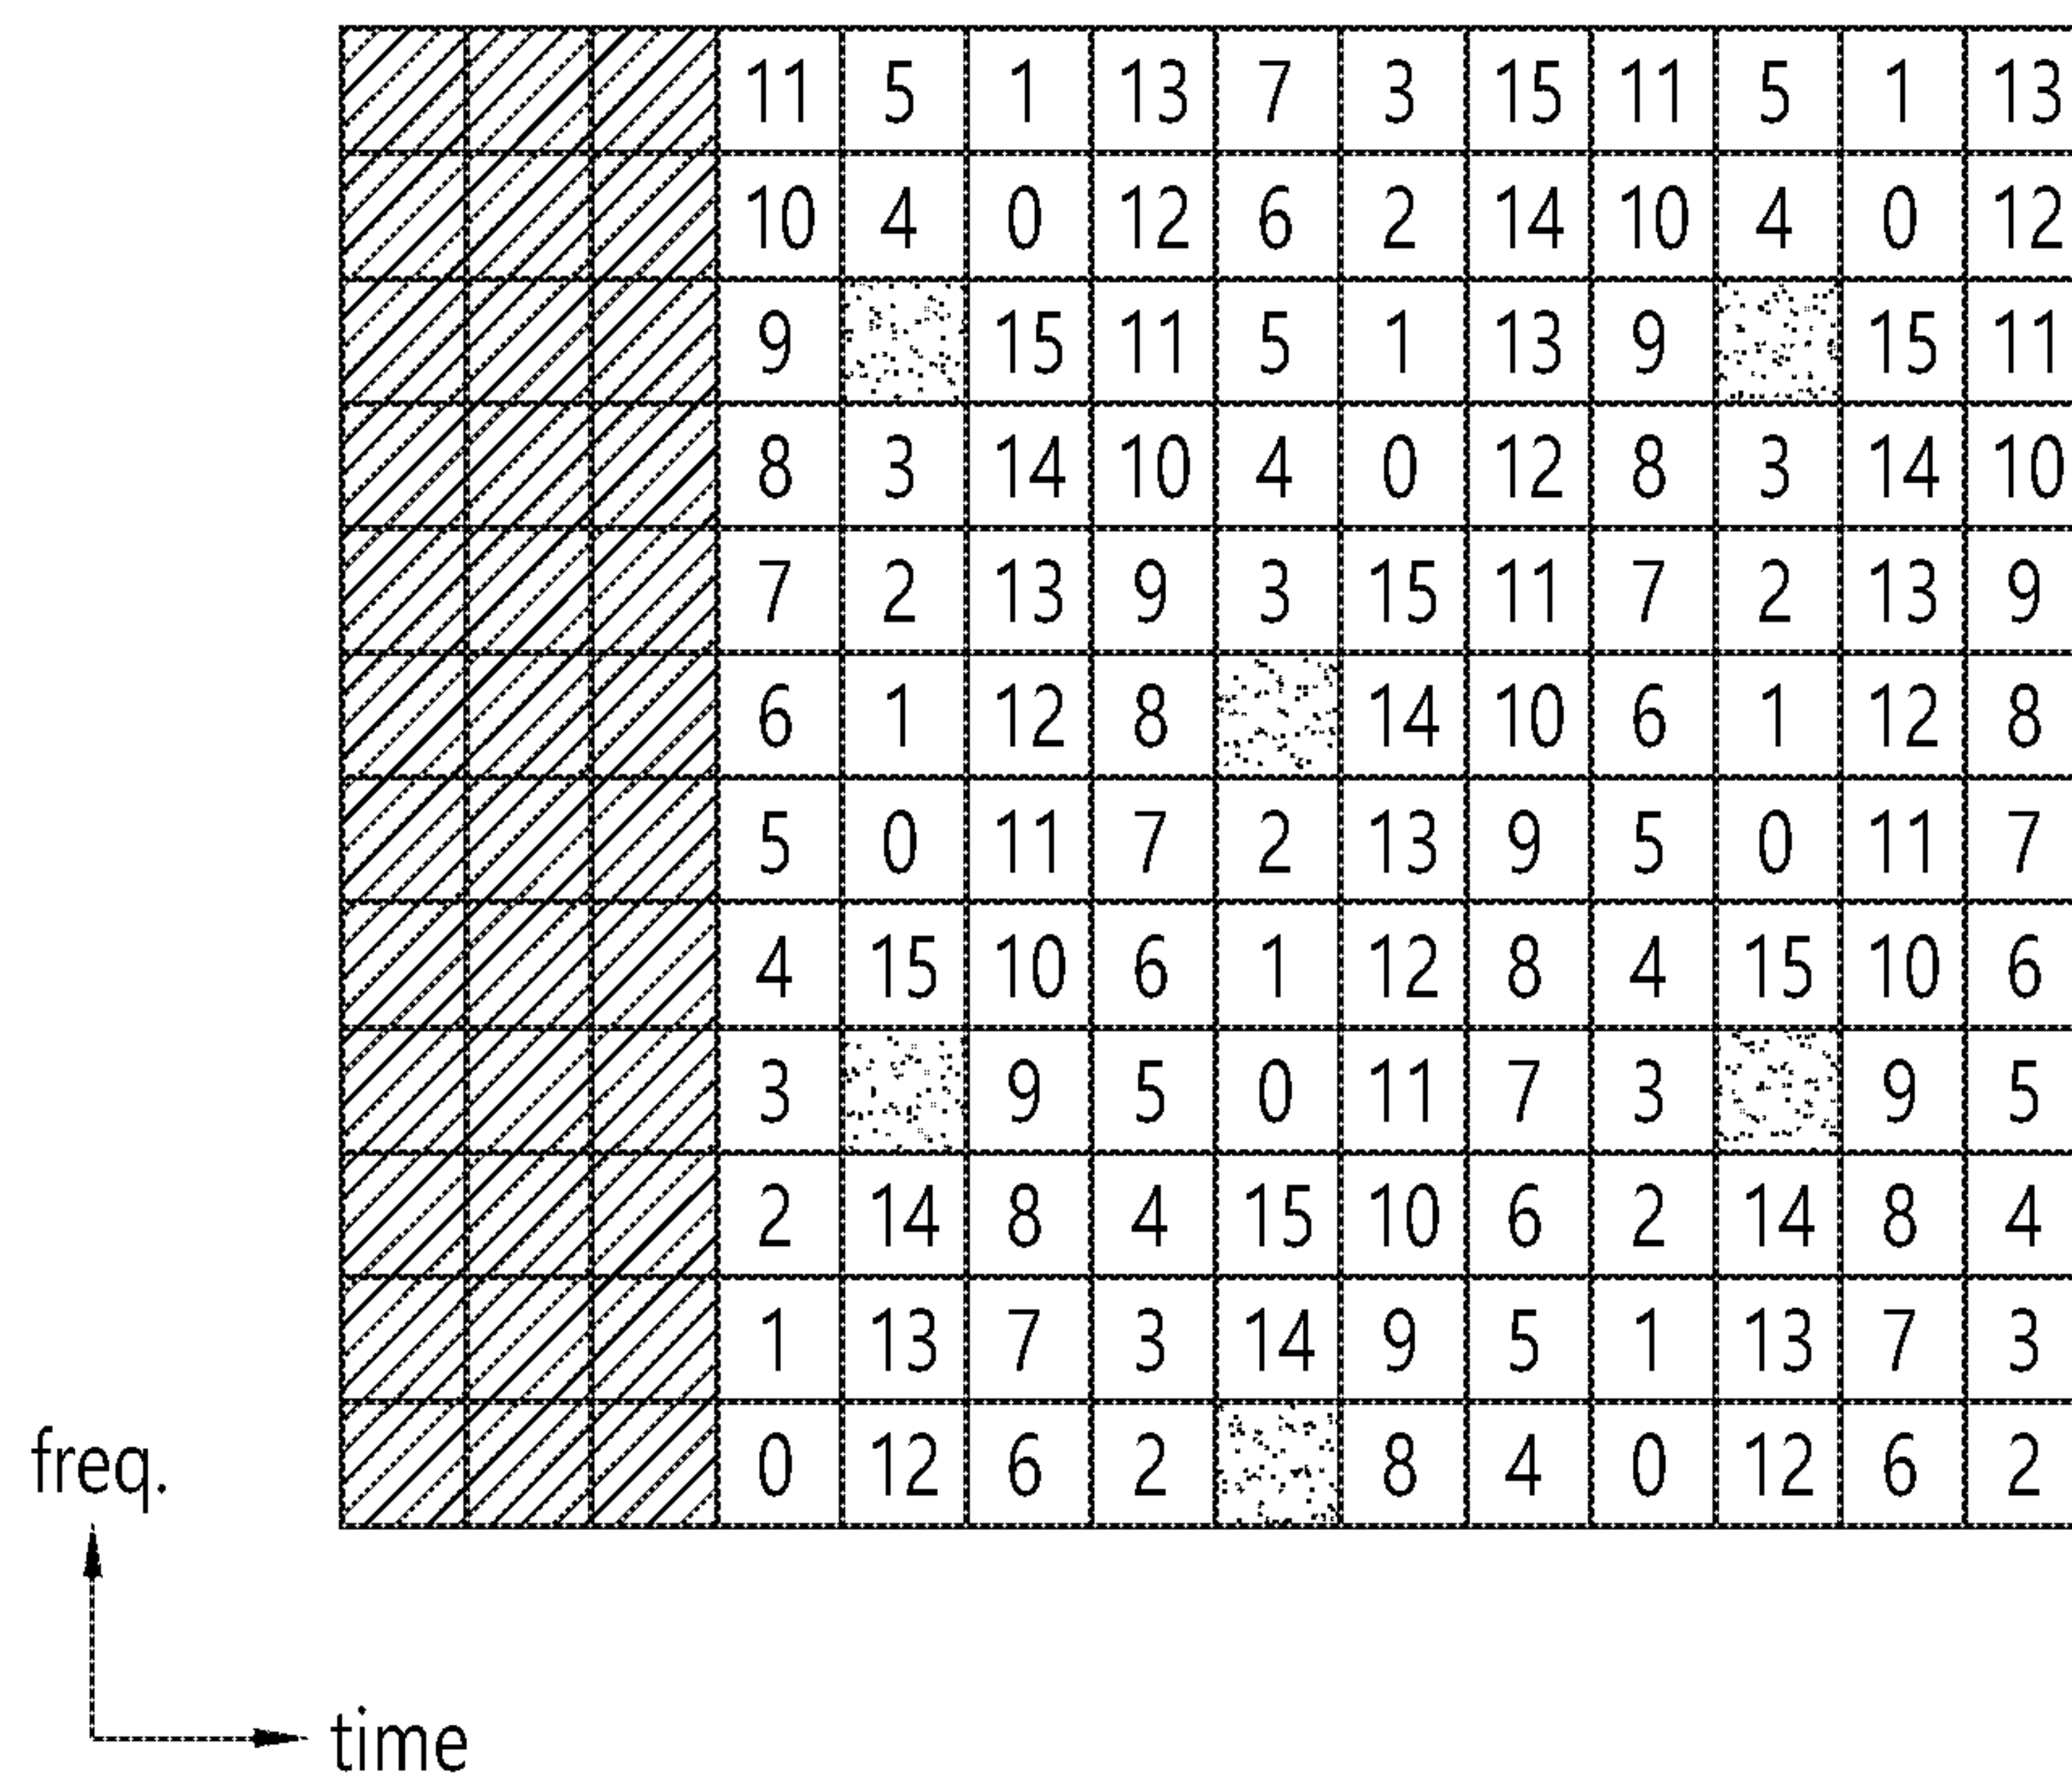 11 5 1 13 7 3 15 11 5 1 13
10 4 0 12 6 2 14 10 4 0 12
9 15 11 5 1 13 9 15 11
8 3 14 10 4 0 12 8 3 14 10
7 2 13 9 3 15 11 7 2 13 9
6 1 12 8 14 10 6 1 12 8
5 0 11 7 2 13 9 5 0 11 7
4 15 10 6 1 12 8 4 15 10 6
3 9 5 0 11 7 3 9 5
2 14 8 4 15 10 6 2 14 8 4
1 13 7 3 14 9 5 1 13 7 3
0 12 6 2 8 4 0 12 6 2
freq.
time